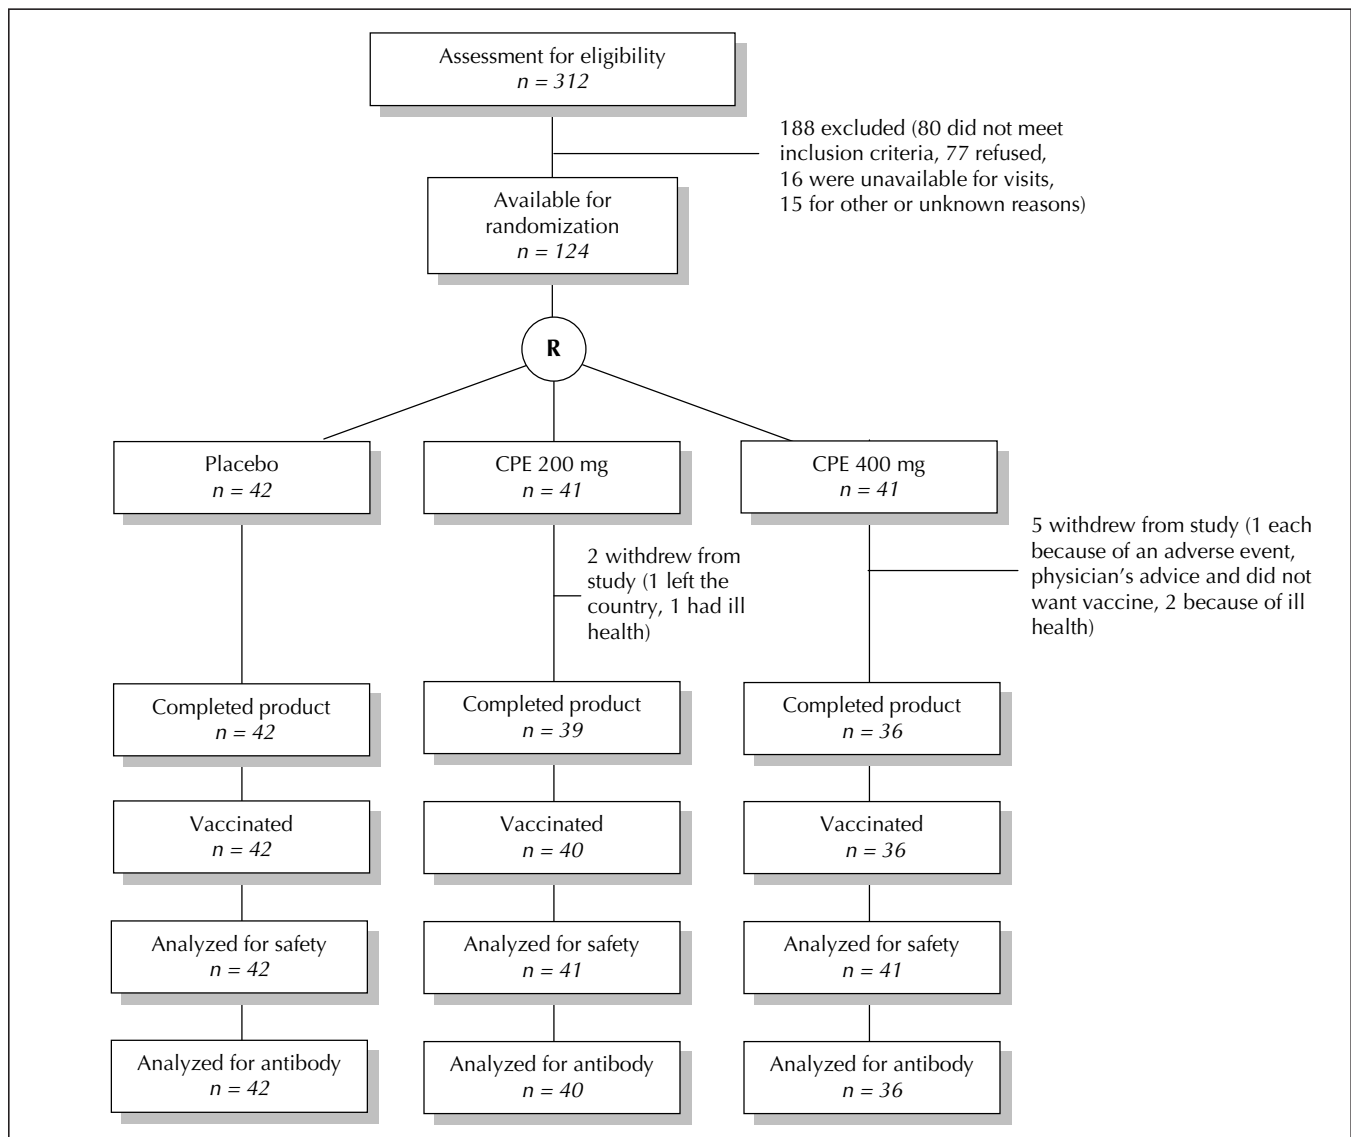 Assessment for eligibility
n = 312
188 excluded (80 did not meet
inclusion criteria, 77 refused,
16 were unavailable for visits,
15 for other or unknown reasons)
Available for
randomization
n = 124
R
Placebo
n = 42
CPE 200 mg
n = 41
CPE 400 mg
n = 41
2 withdrew from
study (1 left the
country, 1 had ill
health)
5 withdrew from study (1 each
because of an adverse event,
physician's advice and did not
want vaccine, 2 because of ill
health)
Completed product
n = 42
Completed product
n = 39
Completed product
n = 36
Vaccinated
n = 42
Vaccinated
n = 40
Vaccinated
n = 36
Analyzed for safety
n = 42
Analyzed for safety
n = 41
Analyzed for safety
n = 41
Analyzed for antibody
n = 42
Analyzed for antibody
n = 40
Analyzed for antibody
n = 36